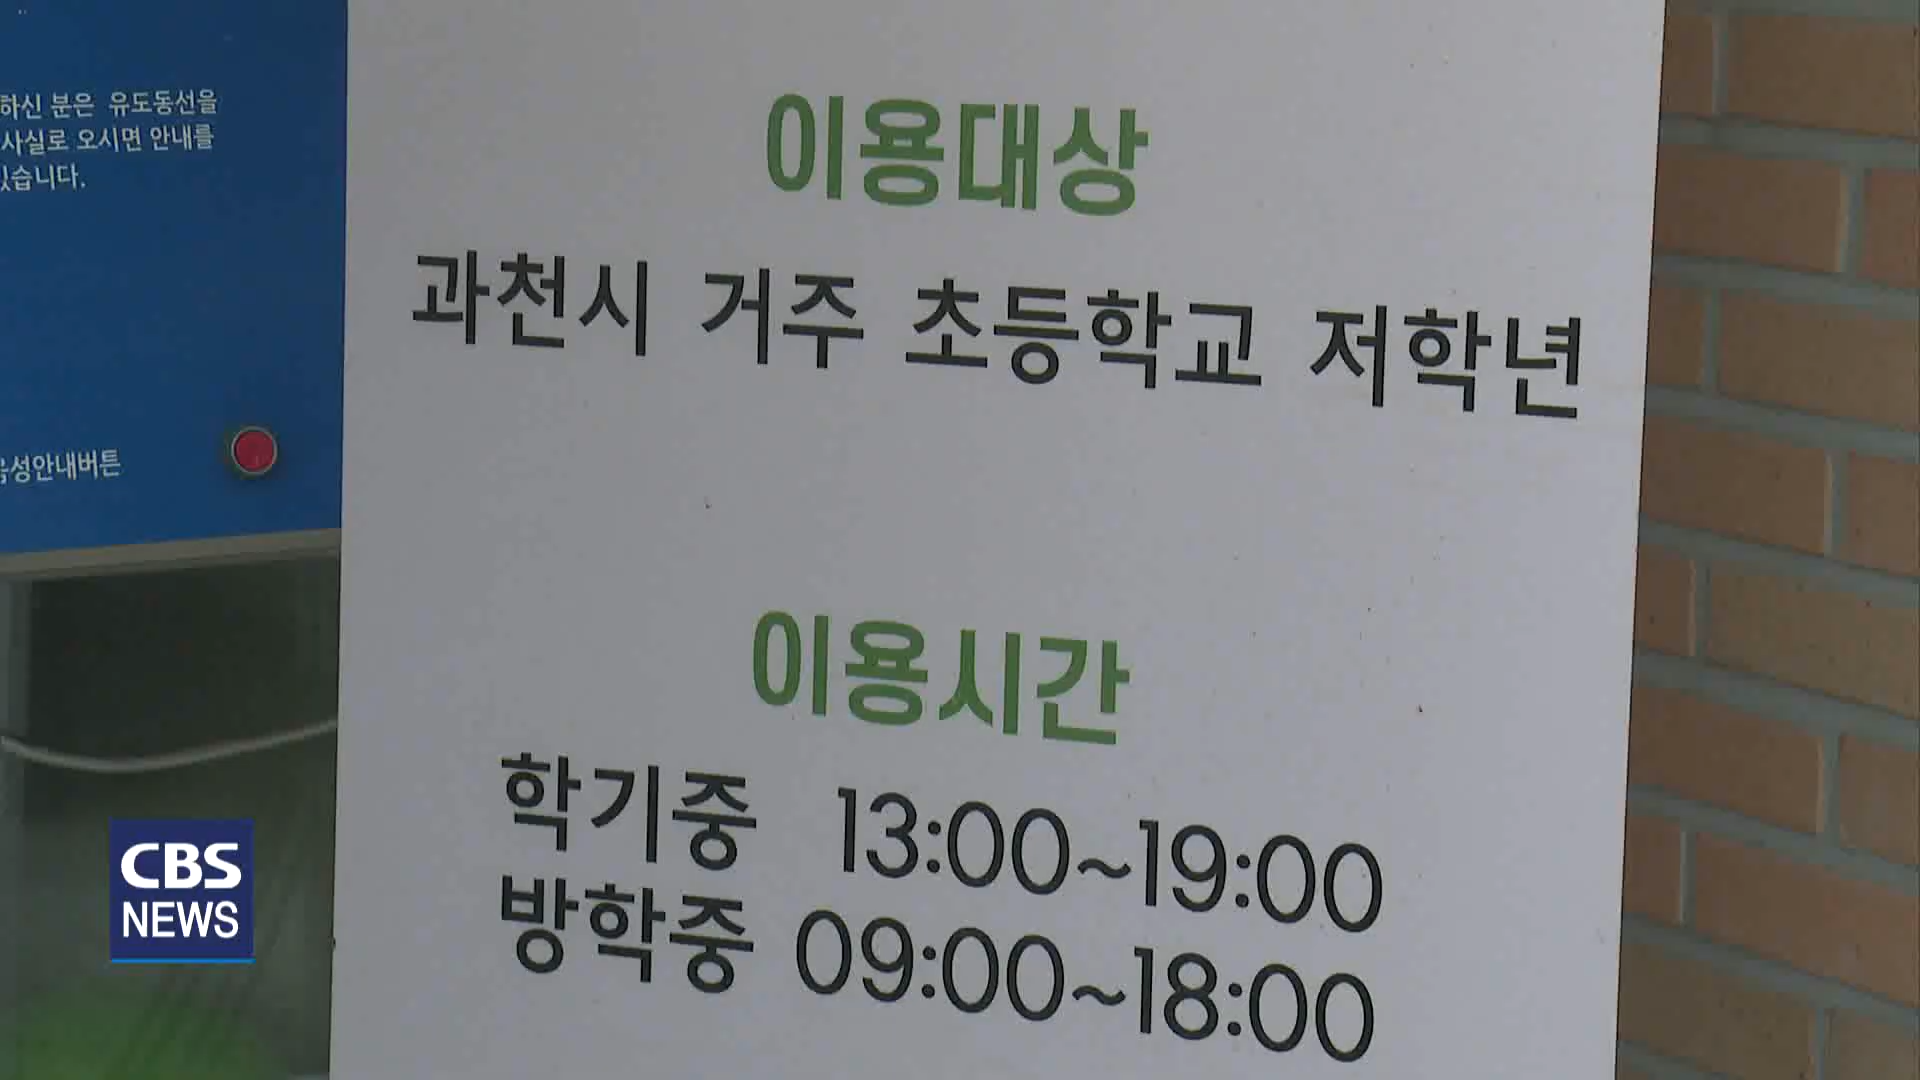 하신 분은 유도동선을
사실로 오시면 안내를
있습니다.
음성안내버튼
이용대상
과천시 거주 초등학교 저학년
이용시간
학기중 13:00~19:00
방학중 09:00~18:00
CBS
NEWS